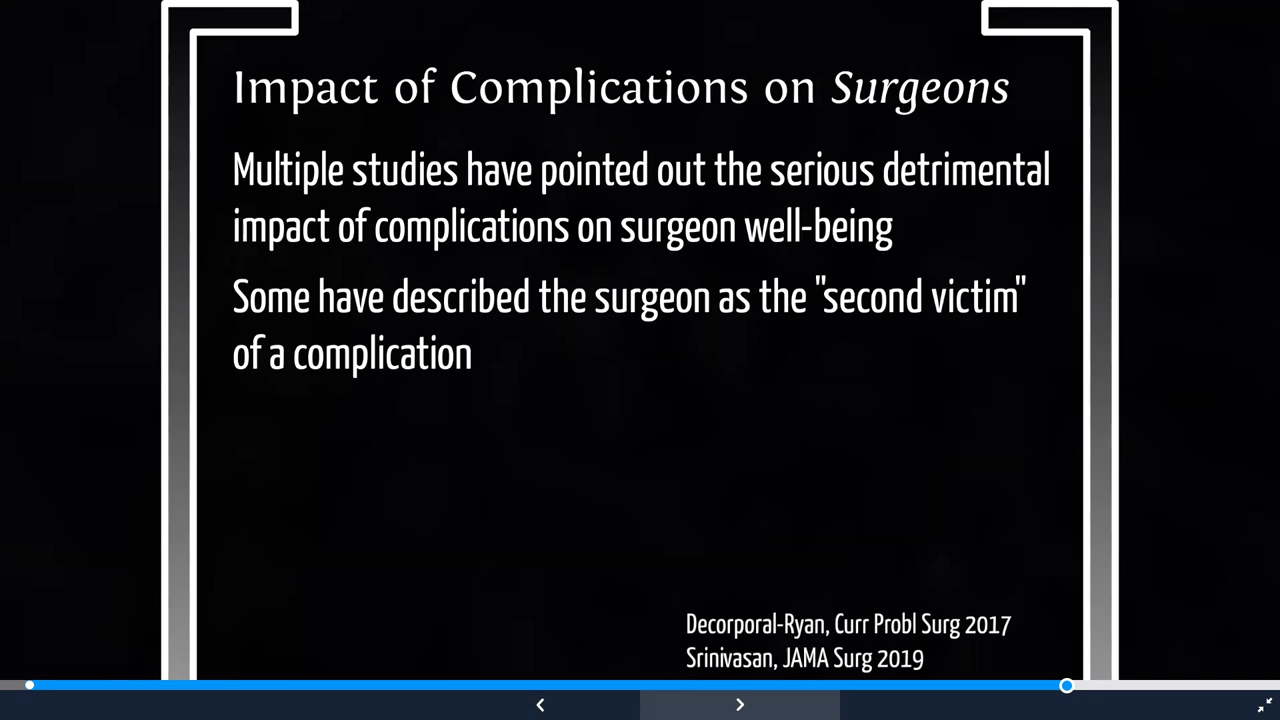 Impact of Complications on Surgeons
Multiple studies have pointed out the serious detrimental
impact of complications on surgeon well-being
Some have described the surgeon as the "second victim"
of a complication
Decorporal-Ryan, Curr Probl Surg 2017
Srinivasan, JAMA Surg 2019